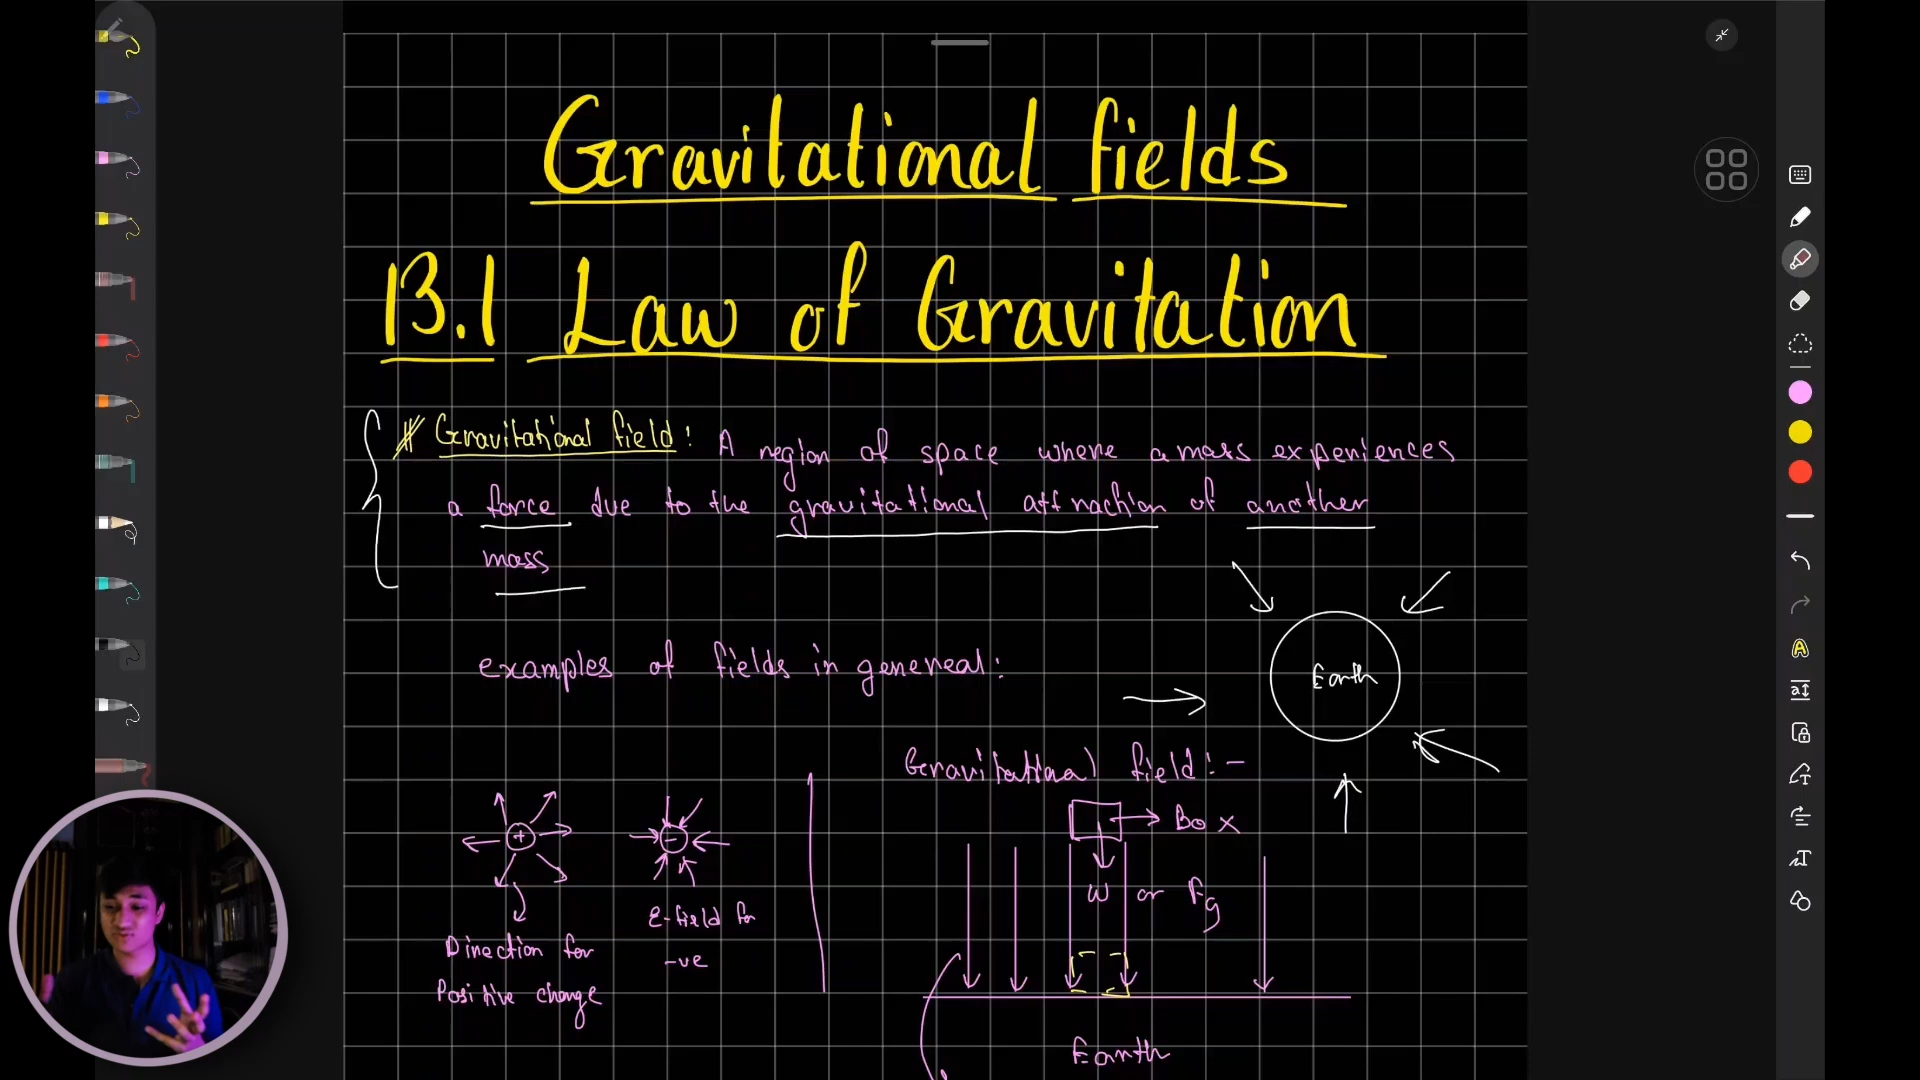 Gravitational fields
13.1 Law of Gravitation
# Gravitational field: A region of space where a mass experiences
a force due to the gravitational attraction of another
mass
examples of fields in genereal:
Earth
Gravitational field:-
Box
+
-
W or Fg
E-field for
-ve
Direction for
Positive change
Earth